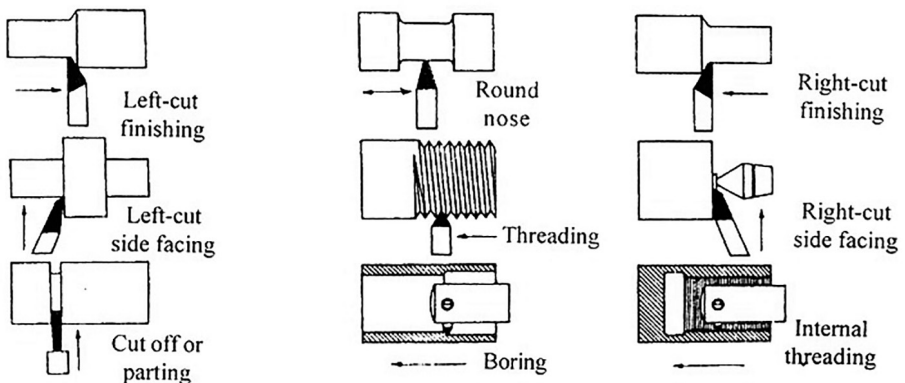 Left-cut
finishing
Round
nose
Right-cut
finishing
Left-cut
side facing
Threading
Right-cut
side facing
Cut off or
parting
Boring
Internal
threading